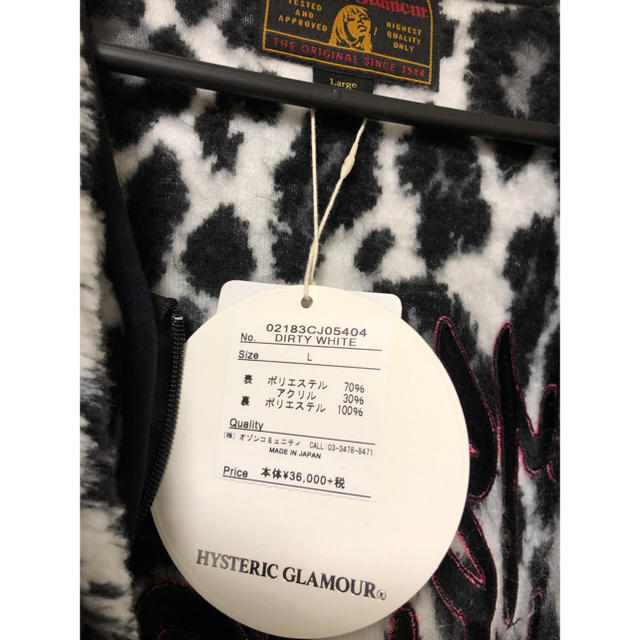 Glamour
TESTED AND APPROVED
HIGHEST QUALITY ONLY
THE ORIGINAL SINCE 1984
Large
02183CJ05404
No. DIRTY WHITE
Size L
表 ポリエステル 70%
アクリル 30%
裏 ポリエステル 100%
Quality
(株) オゾンコミュニティ CALL:03-3478-8471
MADE IN JAPAN
Price 本体¥36,000+税
HYSTERIC GLAMOUR®